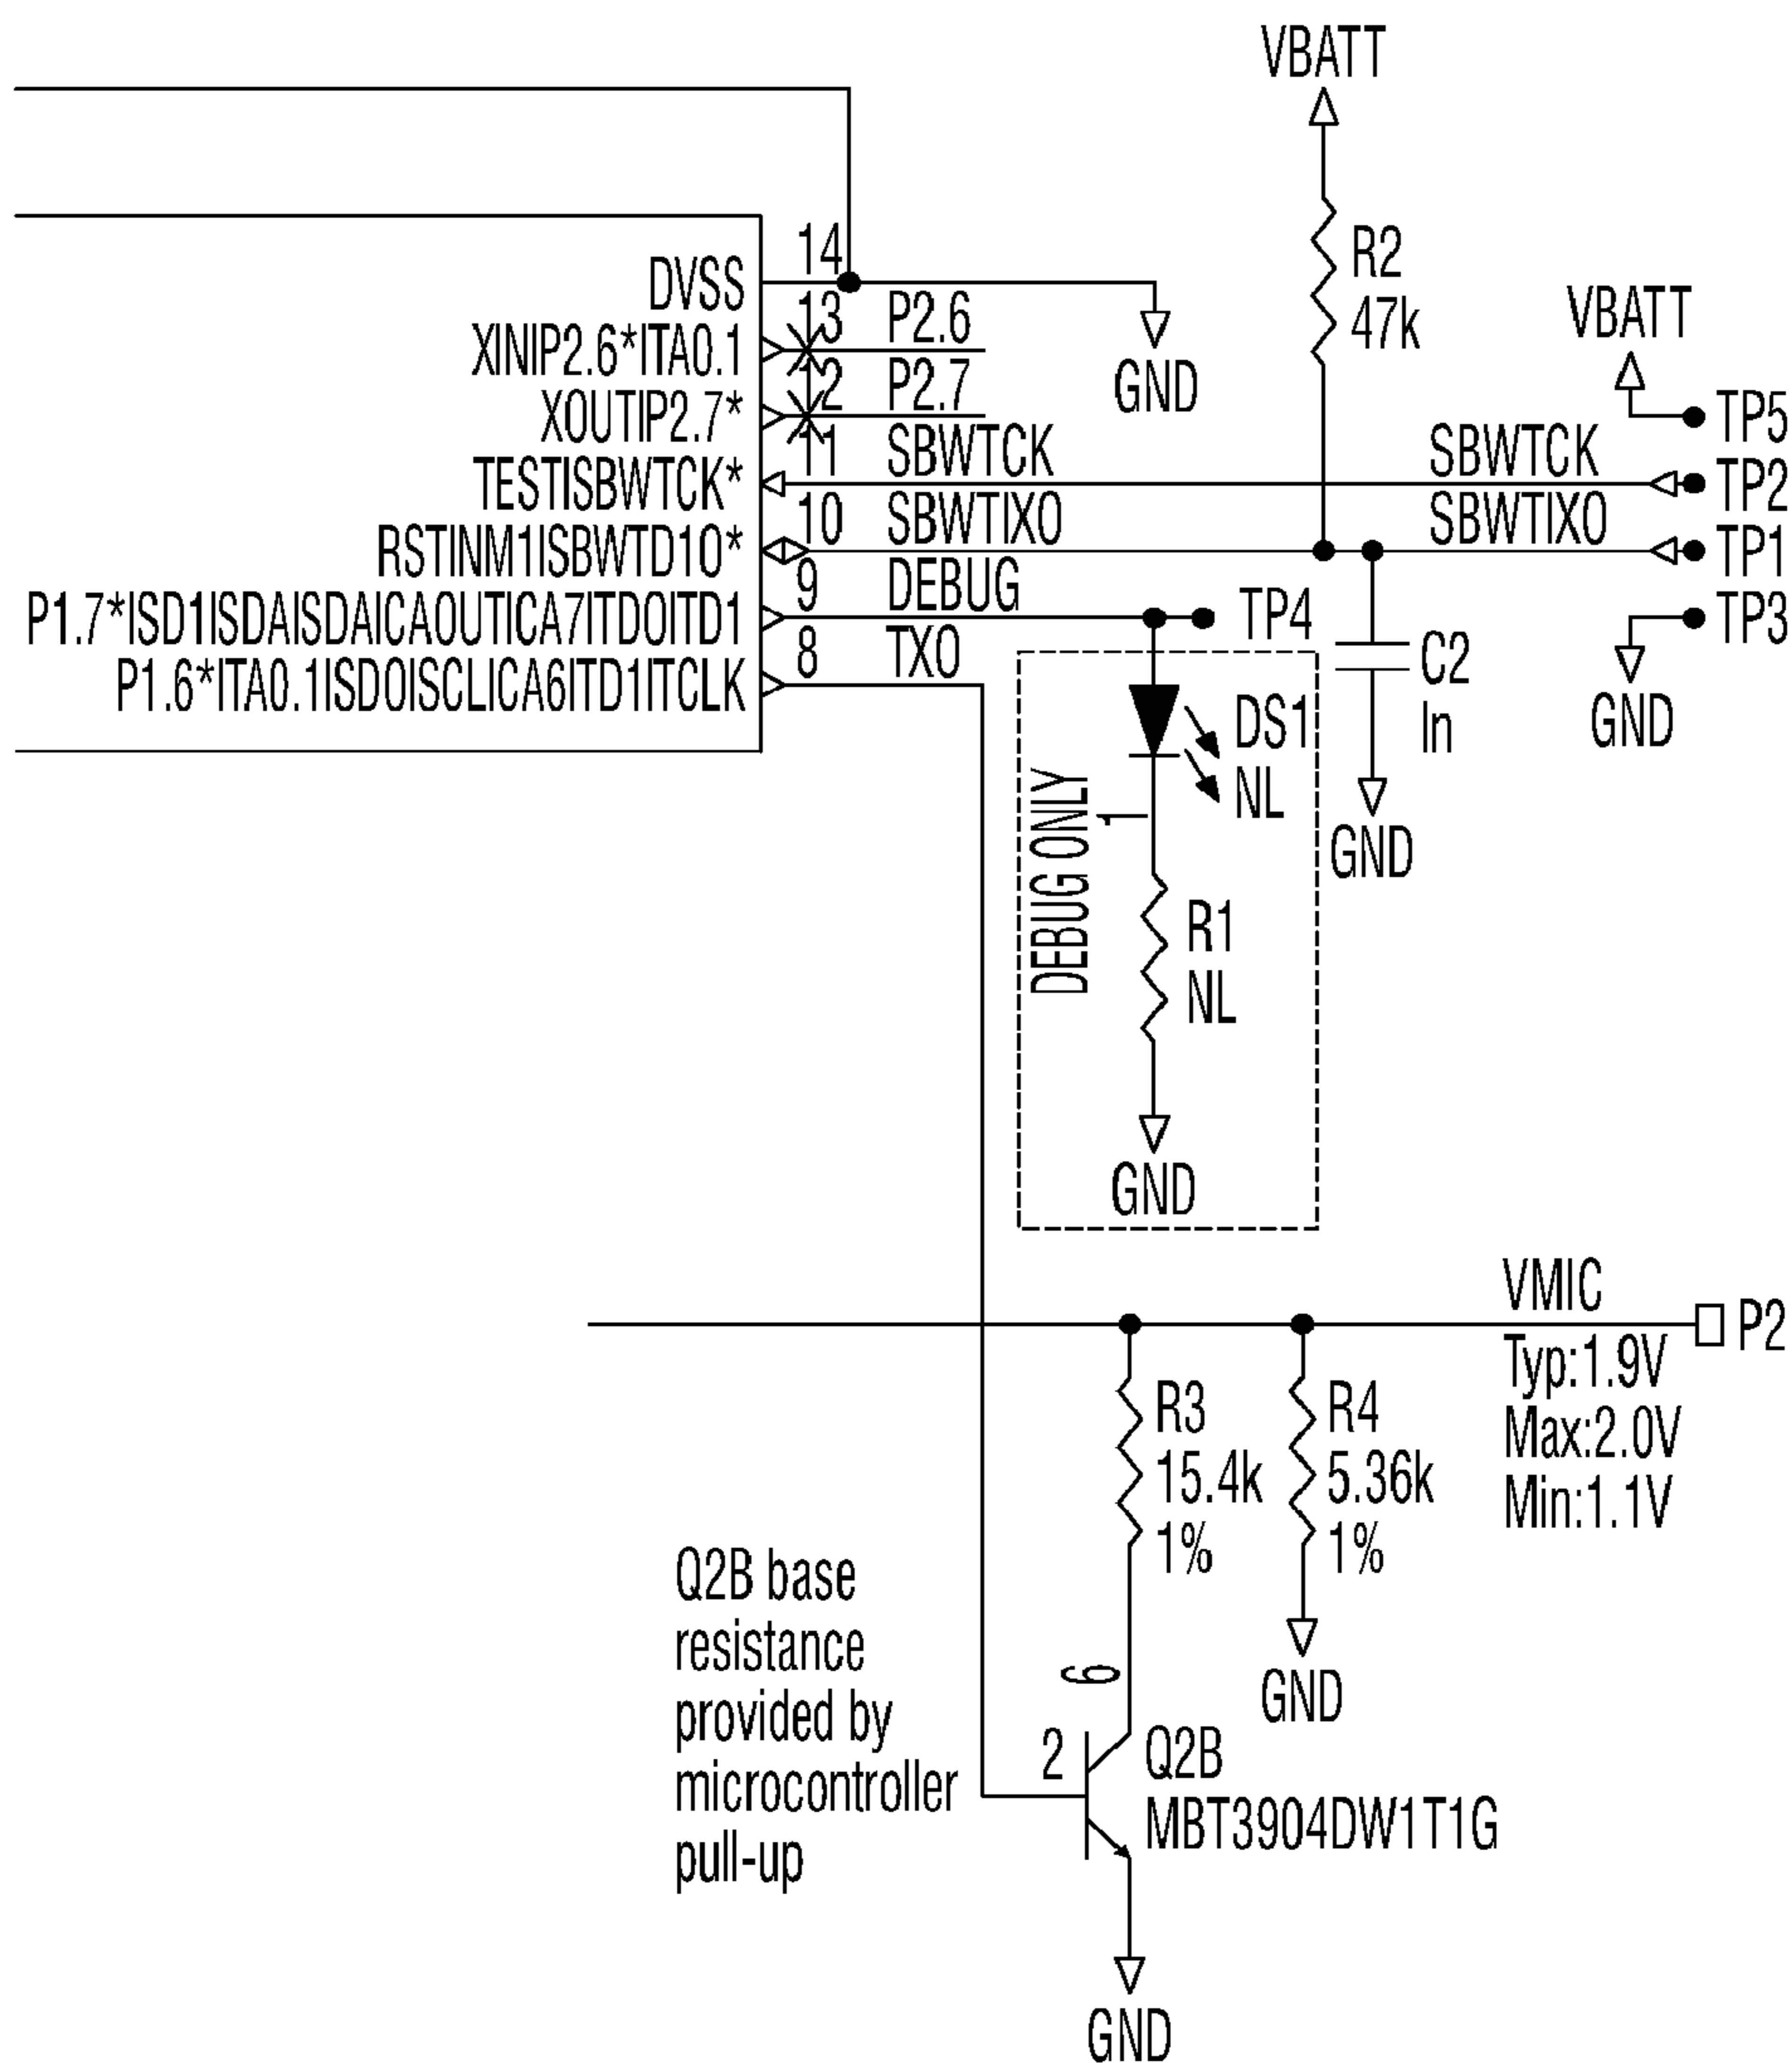 VBATT
14
DVSS
13 P2.6
XINIP2.6*ITA0.1
R2
47k
VBATT
GND
12 P2.7
XOUTIP2.7*
TP5
11 SBWTCK SBWTCK TP2
TESTISBWTCK*
10 SBWTIXO SBWTIXO TP1
RSTINM1ISBWTD1O*
9 DEBUG
P1.7*ISD1ISDAISDAICAOUTICA7ITDOITD1
TP4
TP3
8 TXO
P1.6*ITA0.1ISDOISCLICA6ITD1ITCLK
C2
In
GND
DS1
NL
1
GND
DEBUG ONLY
R1
NL
GND
VMIC
P2
Typ:1.9V
Max:2.0V
Min:1.1V
R3
15.4k
1%
R4
5.36k
1%
GND
Q2B base
resistance
provided by
microcontroller
pull-up
6
2
Q2B
MBT3904DW1T1G
GND